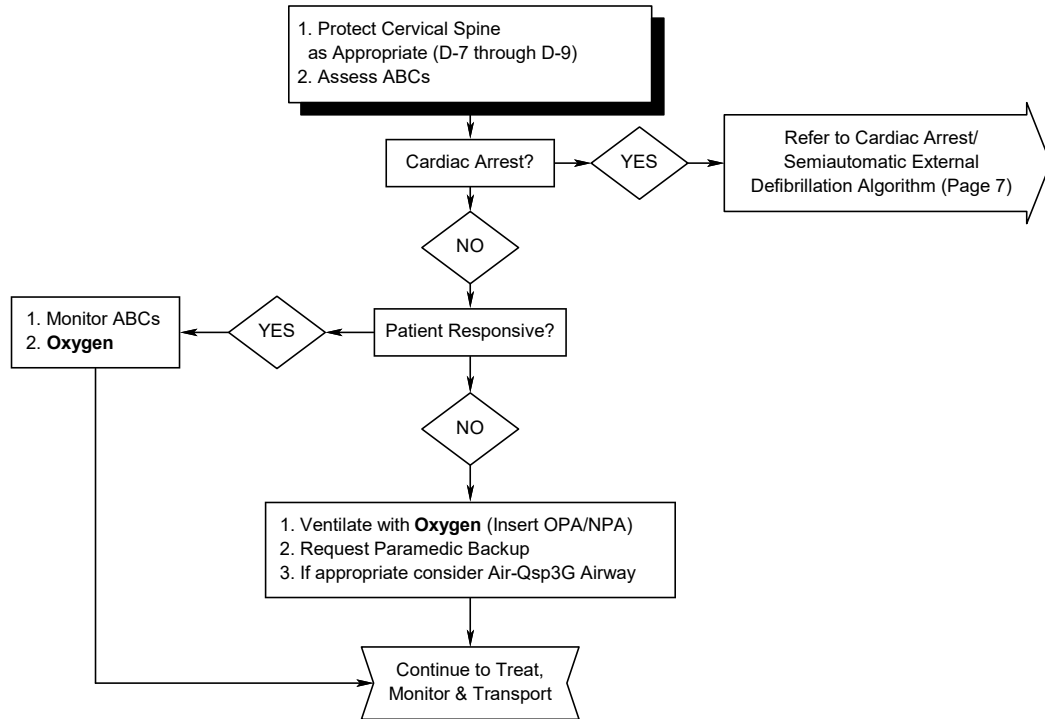 1. Protect Cervical Spine
as Appropriate (D-7 through D-9)
2. Assess ABCs
Cardiac Arrest?
YES
Refer to Cardiac Arrest/
Semiautomatic External
Defibrillation Algorithm (Page 7)
NO
1. Monitor ABCs
2. Oxygen
YES
Patient Responsive?
NO
1. Ventilate with Oxygen (Insert OPA/NPA)
2. Request Paramedic Backup
3. If appropriate consider Air-Qsp3G Airway
Continue to Treat,
Monitor & Transport